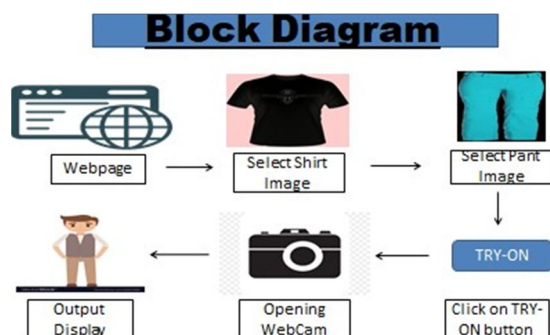 Block Diagram
Webpage
Select Shirt
Image
Select Pant
Image
TRY-ON
Output
Display
Opening
WebCam
Click on TRY-
ON button